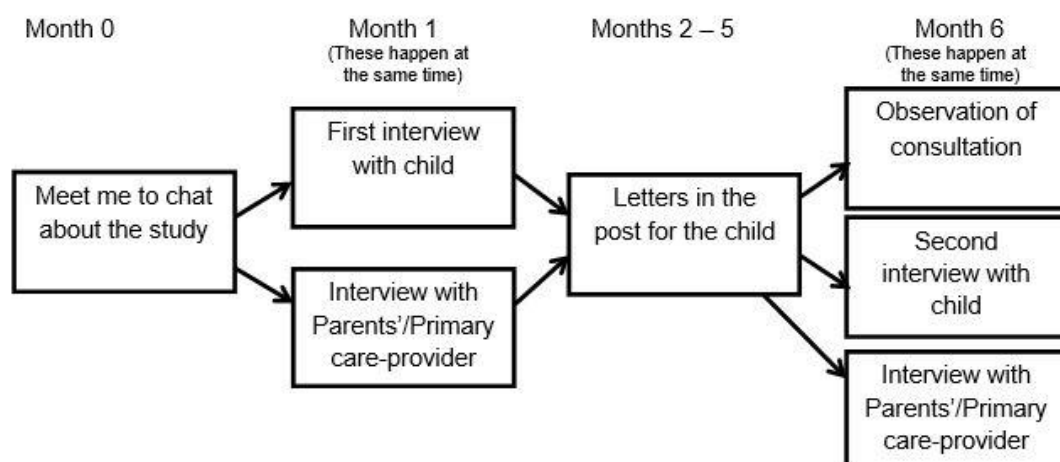 Month 0
Month 1
(These happen at
the same time)
Months 2 – 5
Month 6
(These happen at
the same time)
Meet me to chat
about the study
First interview
with child
Interview with
Parents’/Primary
care-provider
Letters in the
post for the child
Observation of
consultation
Second
interview with
child
Interview with
Parents’/Primary
care-provider